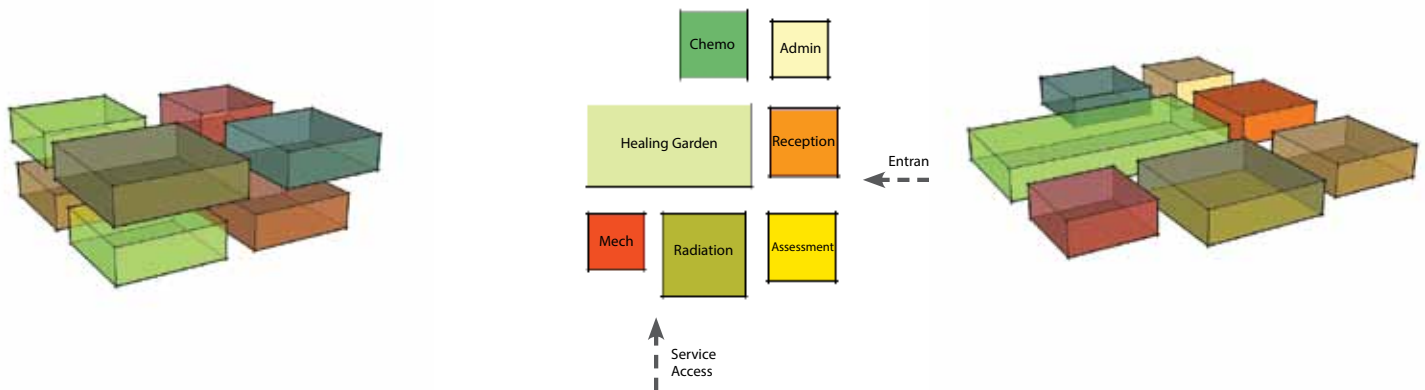 Chemo
Admin
Healing Garden
Reception
Entran
Mech
Radiation
Assessment
Service
Access